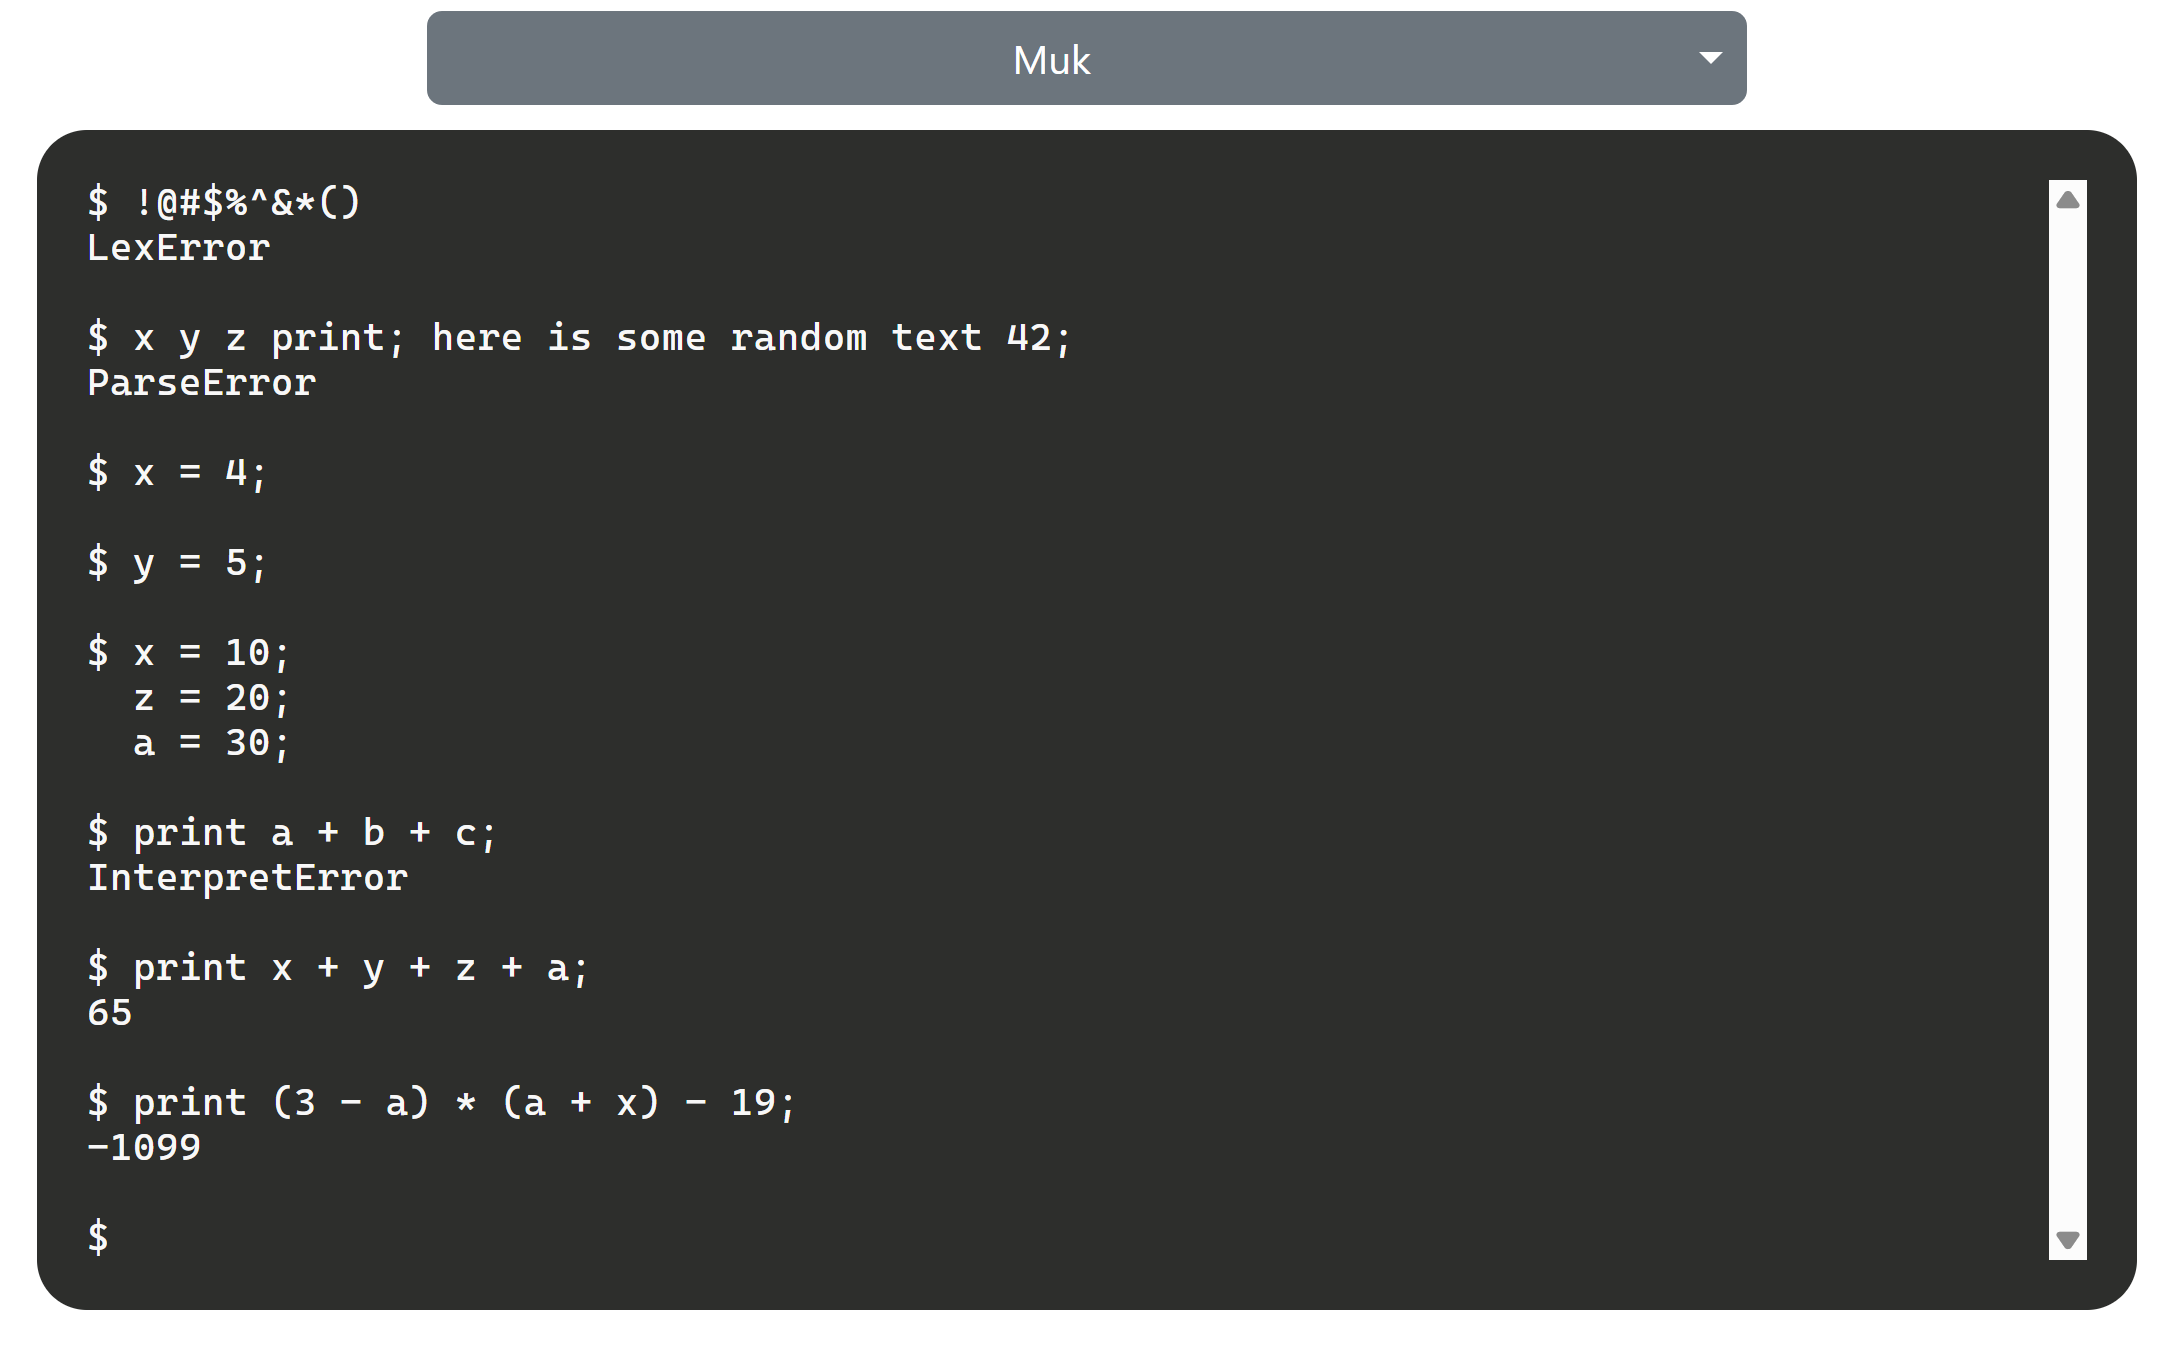 Muk
$ !@#$%^&*()
LexError
$ x y z print; here is some random text 42;
ParseError
$ x = 4;
$ y = 5;
$ x = 10;
  z = 20;
  a = 30;
$ print a + b + c;
InterpretError
$ print x + y + z + a;
65
$ print (3 - a) * (a + x) - 19;
-1099
$